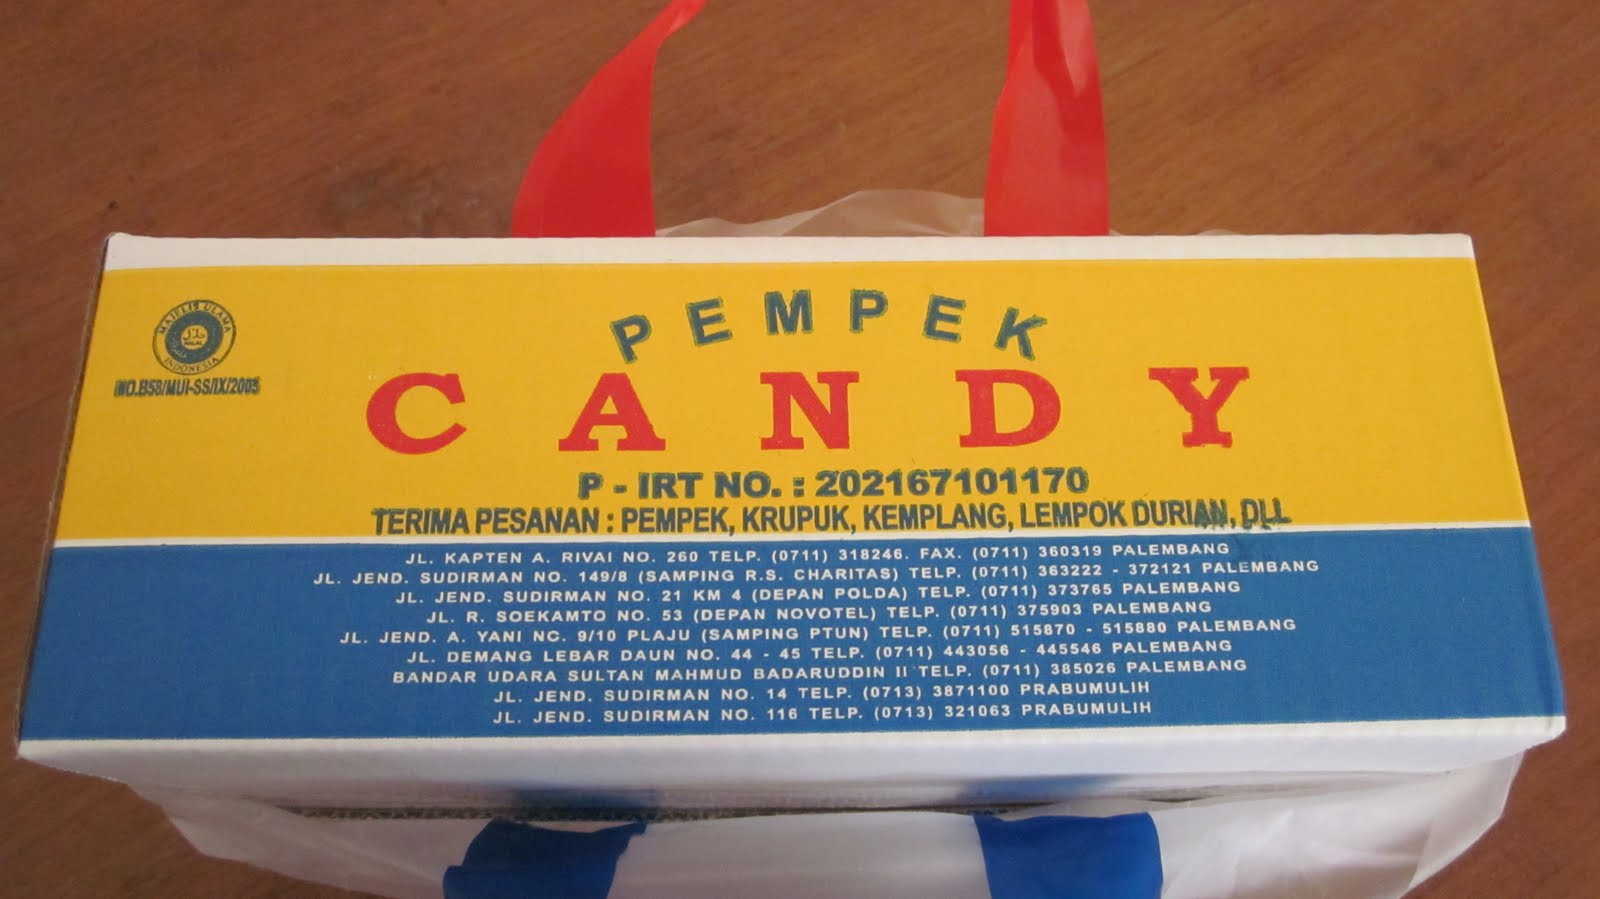 MAJELIS ULAMA
HALAL
INDONESIA
NO.B58/MUI-SS/IX/2003
PEMPEK
CANDY
P - IRT NO. : 202167101170
TERIMA PESANAN : PEMPEK, KRUPUK, KEMPLANG, LEMPOK DURIAN, DLL
JL. KAPTEN A. RIVAI NO. 260 TELP. (0711) 318246. FAX. (0711) 360319 PALEMBANG
JL. JEND. SUDIRMAN NO. 149/8 (SAMPING R.S. CHARITAS) TELP. (0711) 363222 - 372121 PALEMBANG
JL. JEND. SUDIRMAN NO. 21 KM 4 (DEPAN POLDA) TELP. (0711) 373765 PALEMBANG
JL. R. SOEKAMTO NO. 53 (DEPAN NOVOTEL) TELP. (0711) 375903 PALEMBANG
JL. JEND. A. YANI NO. 9/10 PLAJU (SAMPING PTUN) TELP. (0711) 515870 - 515880 PALEMBANG
JL. DEMANG LEBAR DAUN NO. 44 - 45 TELP. (0711) 443056 - 445546 PALEMBANG
BANDAR UDARA SULTAN MAHMUD BADARUDDIN II TELP. (0711) 385026 PALEMBANG
JL. JEND. SUDIRMAN NO. 14 TELP. (0713) 3871100 PRABUMULIH
JL. JEND. SUDIRMAN NO. 116 TELP. (0713) 321063 PRABUMULIH